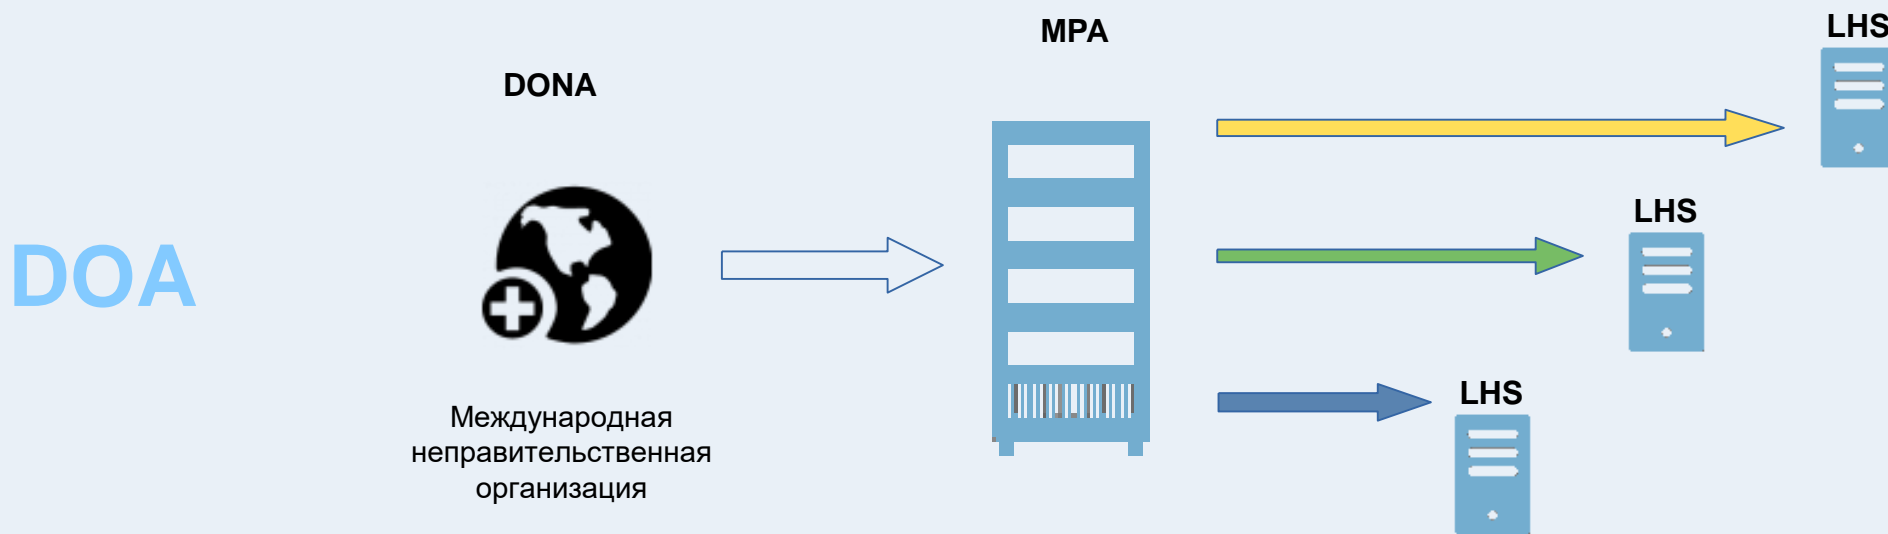 DOA
DONA
Международная
неправительственная
организация
MPA
LHS
LHS
LHS